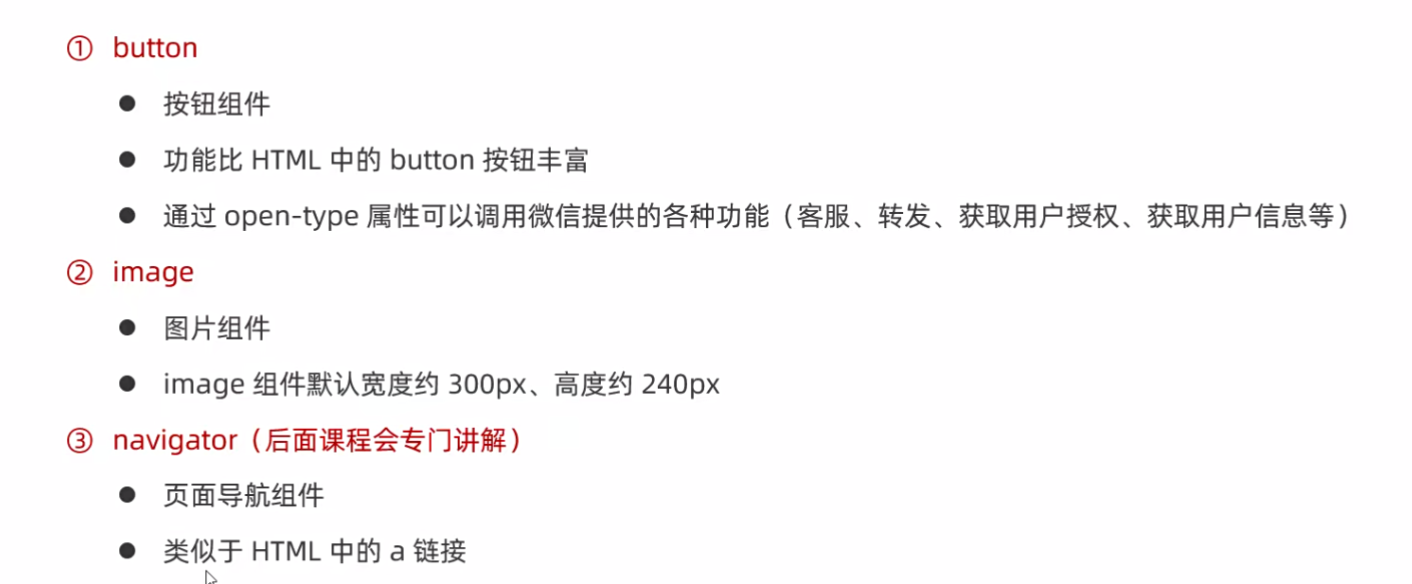 ① button
● 按钮组件
● 功能比 HTML 中的 button 按钮丰富
● 通过 open-type 属性可以调用微信提供的各种功能（客服、转发、获取用户授权、获取用户信息等）
② image
● 图片组件
● image 组件默认宽度约 300px、高度约 240px
③ navigator（后面课程会专门讲解）
● 页面导航组件
● 类似于 HTML 中的 a 链接